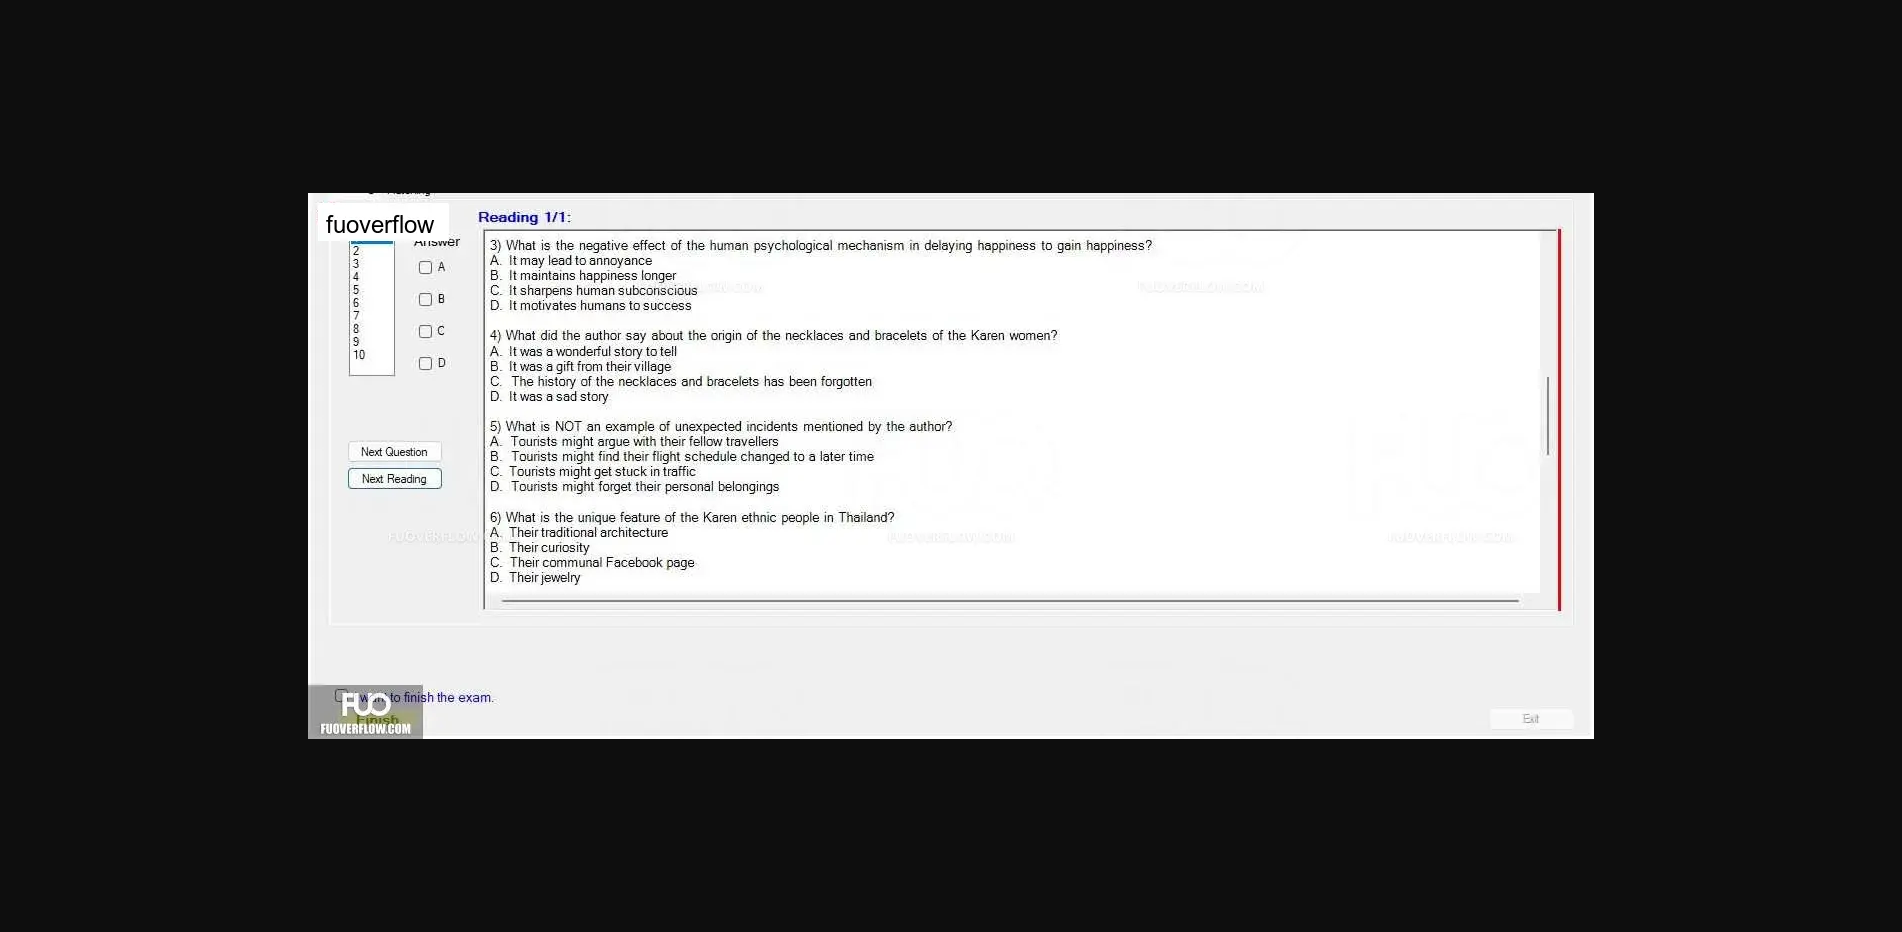 fuoverflow
Reading 1/1:
Answer
2
3
4
5
6
7
8
9
10
A
B
C
D
Next Question
Next Reading
3) What is the negative effect of the human psychological mechanism in delaying happiness to gain happiness?
A. It may lead to annoyance
B. It maintains happiness longer
C. It sharpens human subconscious
D. It motivates humans to success
4) What did the author say about the origin of the necklaces and bracelets of the Karen women?
A. It was a wonderful story to tell
B. It was a gift from their village
C. The history of the necklaces and bracelets has been forgotten
D. It was a sad story
5) What is NOT an example of unexpected incidents mentioned by the author?
A. Tourists might argue with their fellow travellers
B. Tourists might find their flight schedule changed to a later time
C. Tourists might get stuck in traffic
D. Tourists might forget their personal belongings
6) What is the unique feature of the Karen ethnic people in Thailand?
A. Their traditional architecture
B. Their curiosity
C. Their communal Facebook page
D. Their jewelry
FUOVERFLOW.COM
FUOVERFLOW.COM
FUOVERFLOW.COM
want to finish the exam.
FUO
Finish
FUOVERFLOW.COM
Exit